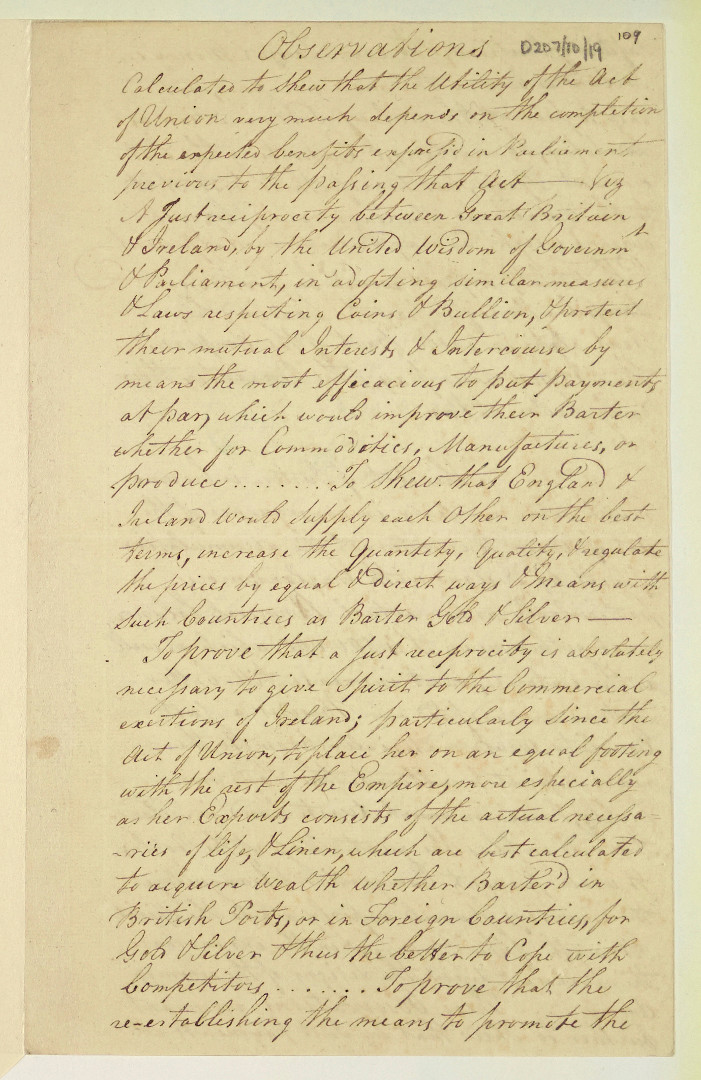 Observations
D207/10/19
109
Calculated to shew that the Utility of the Act
of Union very much depends on the completion
of the expected benefits express'd in Parliament
previous to the passing that Act — Viz
A Just reciprocity between Great Britain
& Ireland, by the United Wisdom of Governmt
& Parliament, in adopting similar measures
& Laws respecting Coins & Bullion, & protect
their mutual Interests & Intercourse by
means the most efficacious to put payments
at par, which would improve their Barter
whether for Commodities, Manufactures, or
produce ......... To Shew that England &
Ireland would supply each Other on the best
terms, increase the Quantity, Quality, & regulate
the prices by equal & direct ways & Means with
such Countries as Barter Gold & Silver —
To prove that a just reciprocity is absolutely
necessary to give Spirit to the Commercial
exertions of Ireland; particularly since the
Act of Union, to place her on an equal footing
with the rest of the Empire, more especially
as her Exports consists of the actual necessa=
-ries of life, & Linen, which are best calculated
to acquire Wealth whether Barter'd in
British Ports, or in Foreign Countries, for
Gold & Silver & thus the better to Cope with
Competitors ....... To prove that the
re-establishing the means to promote the